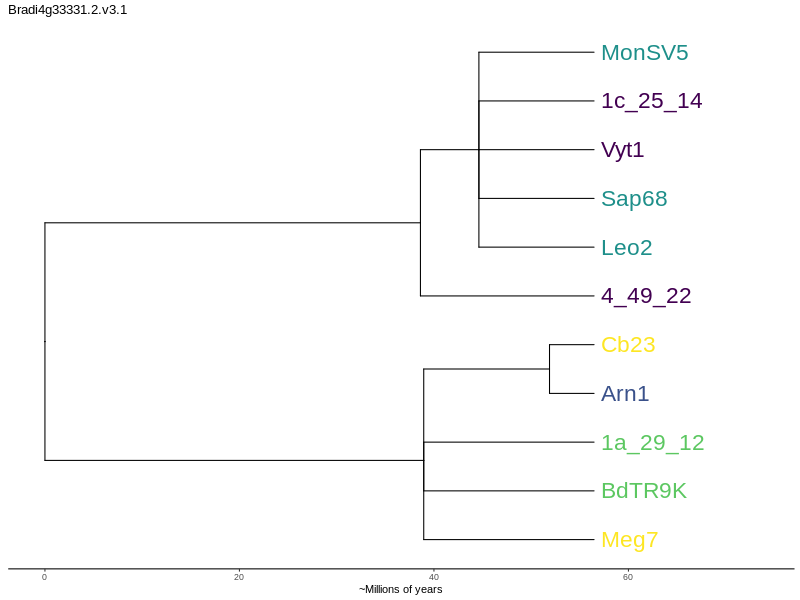 Bradi4g33331.2.v3.1
MonSV5
1c_25_14
Vyt1
Sap68
Leo2
4_49_22
Cb23
Arn1
1a_29_12
BdTR9K
Meg7
0 20 40 60
~Millions of years